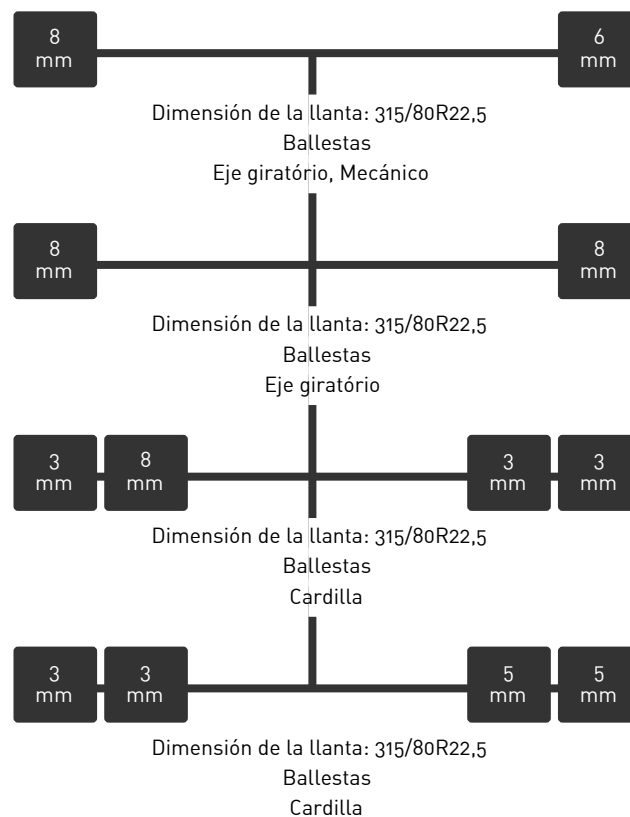 8 mm 6 mm
Dimensión de la llanta: 315/80R22,5
Ballestas
Eje giratório, Mecánico
8 mm 8 mm
Dimensión de la llanta: 315/80R22,5
Ballestas
Eje giratório
3 mm 8 mm 3 mm 3 mm
Dimensión de la llanta: 315/80R22,5
Ballestas
Cardilla
3 mm 3 mm 5 mm 5 mm
Dimensión de la llanta: 315/80R22,5
Ballestas
Cardilla